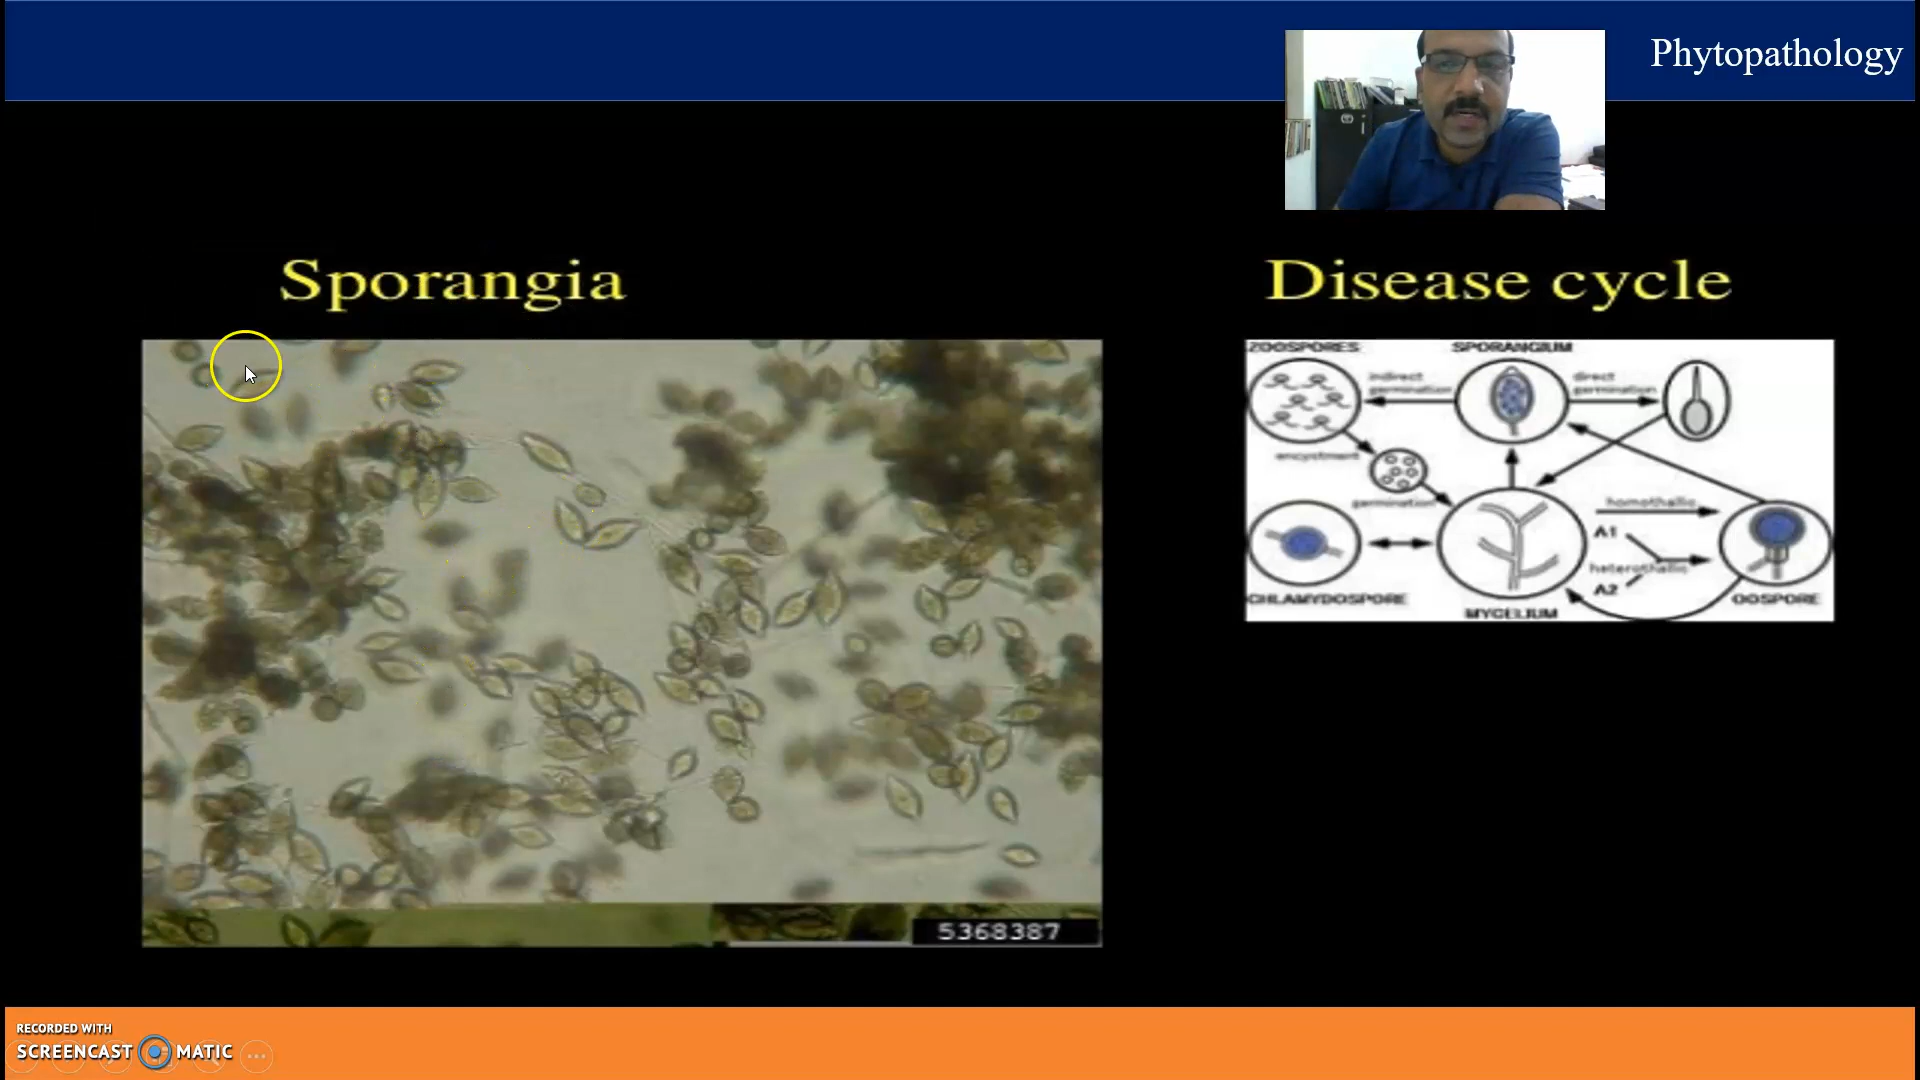 Phytopathology
Sporangia
Disease cycle
ZOOSPORES
SPORANGIUM
indirect germination
direct germination
encystment
germination
homothallic
A1
heterothallic
A2
CHLAMYDOSPORE
MYCELIUM
OOSPORE
5368387
RECORDED WITH
SCREENCAST MATIC